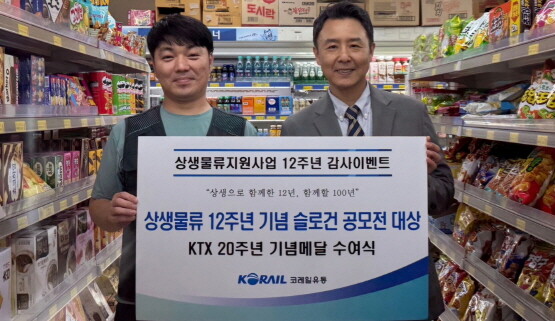 도시락
상생물류지원사업 12주년 감사이벤트
"상생으로 함께한 12년, 함께할 100년"
상생물류 12주년 기념 슬로건 공모전 대상
KTX 20주년 기념메달 수여식
KORAIL 코레일유통